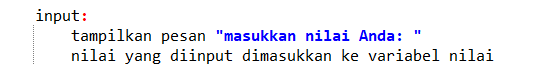 input:
tampilkan pesan "masukkan nilai Anda: "
nilai yang diinput dimasukkan ke variabel nilai